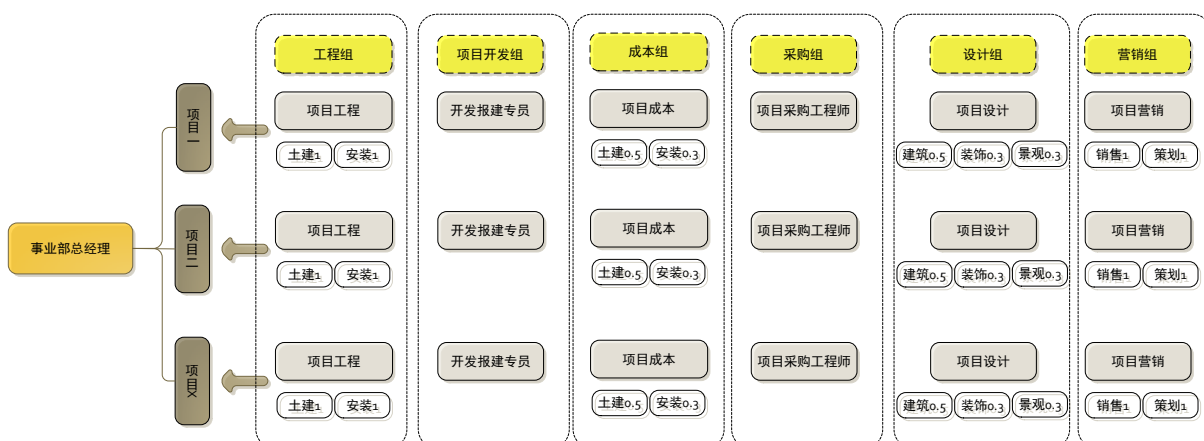 工程组
项目开发组
成本组
采购组
设计组
营销组
项目一
项目工程
开发报建专员
项目成本
项目采购工程师
项目设计
项目营销
土建1
安装1
土建0.5
安装0.3
建筑0.5
装饰0.3
景观0.3
销售1
策划1
事业部总经理
项目二
项目工程
开发报建专员
项目成本
项目采购工程师
项目设计
项目营销
土建1
安装1
土建0.5
安装0.3
建筑0.5
装饰0.3
景观0.3
销售1
策划1
项目X
项目工程
开发报建专员
项目成本
项目采购工程师
项目设计
项目营销
土建1
安装1
土建0.5
安装0.3
建筑0.5
装饰0.3
景观0.3
销售1
策划1